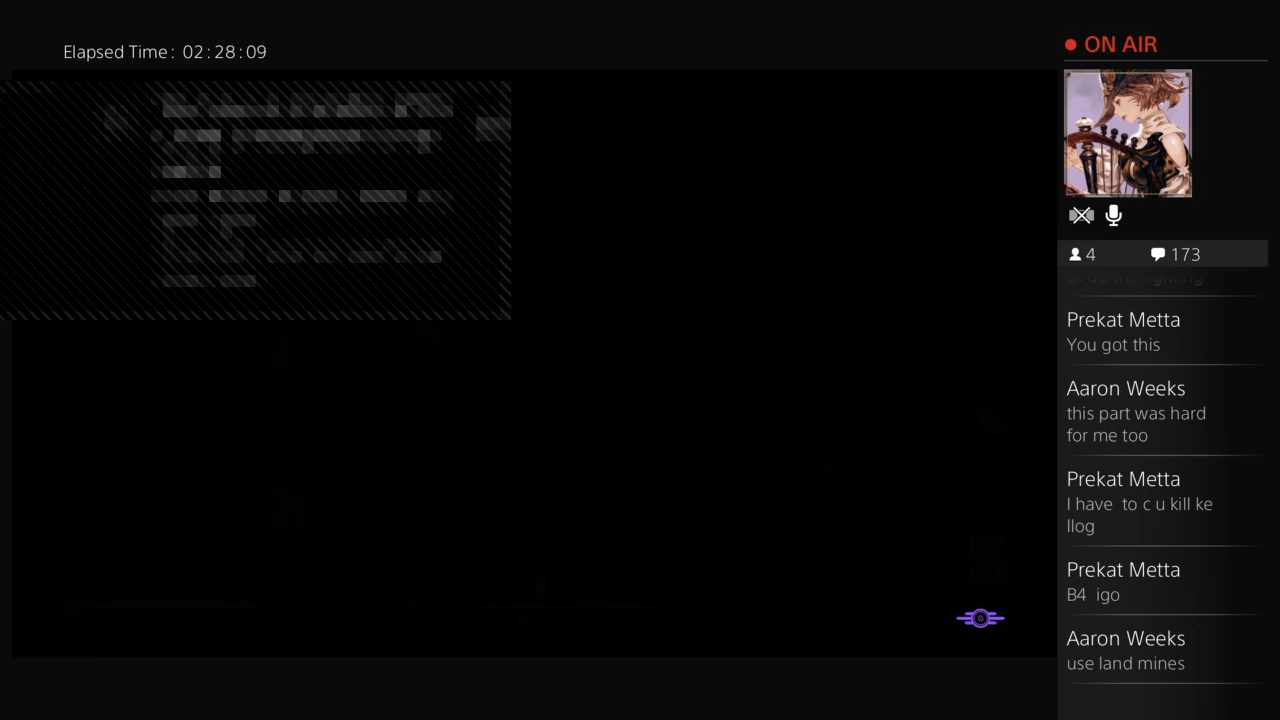 Elapsed Time: 02:28:09
ON AIR
4 173
Prekat Metta
You got this
Aaron Weeks
this part was hard
for me too
Prekat Metta
I have  to c u kill ke
llog
Prekat Metta
B4  igo
Aaron Weeks
use land mines